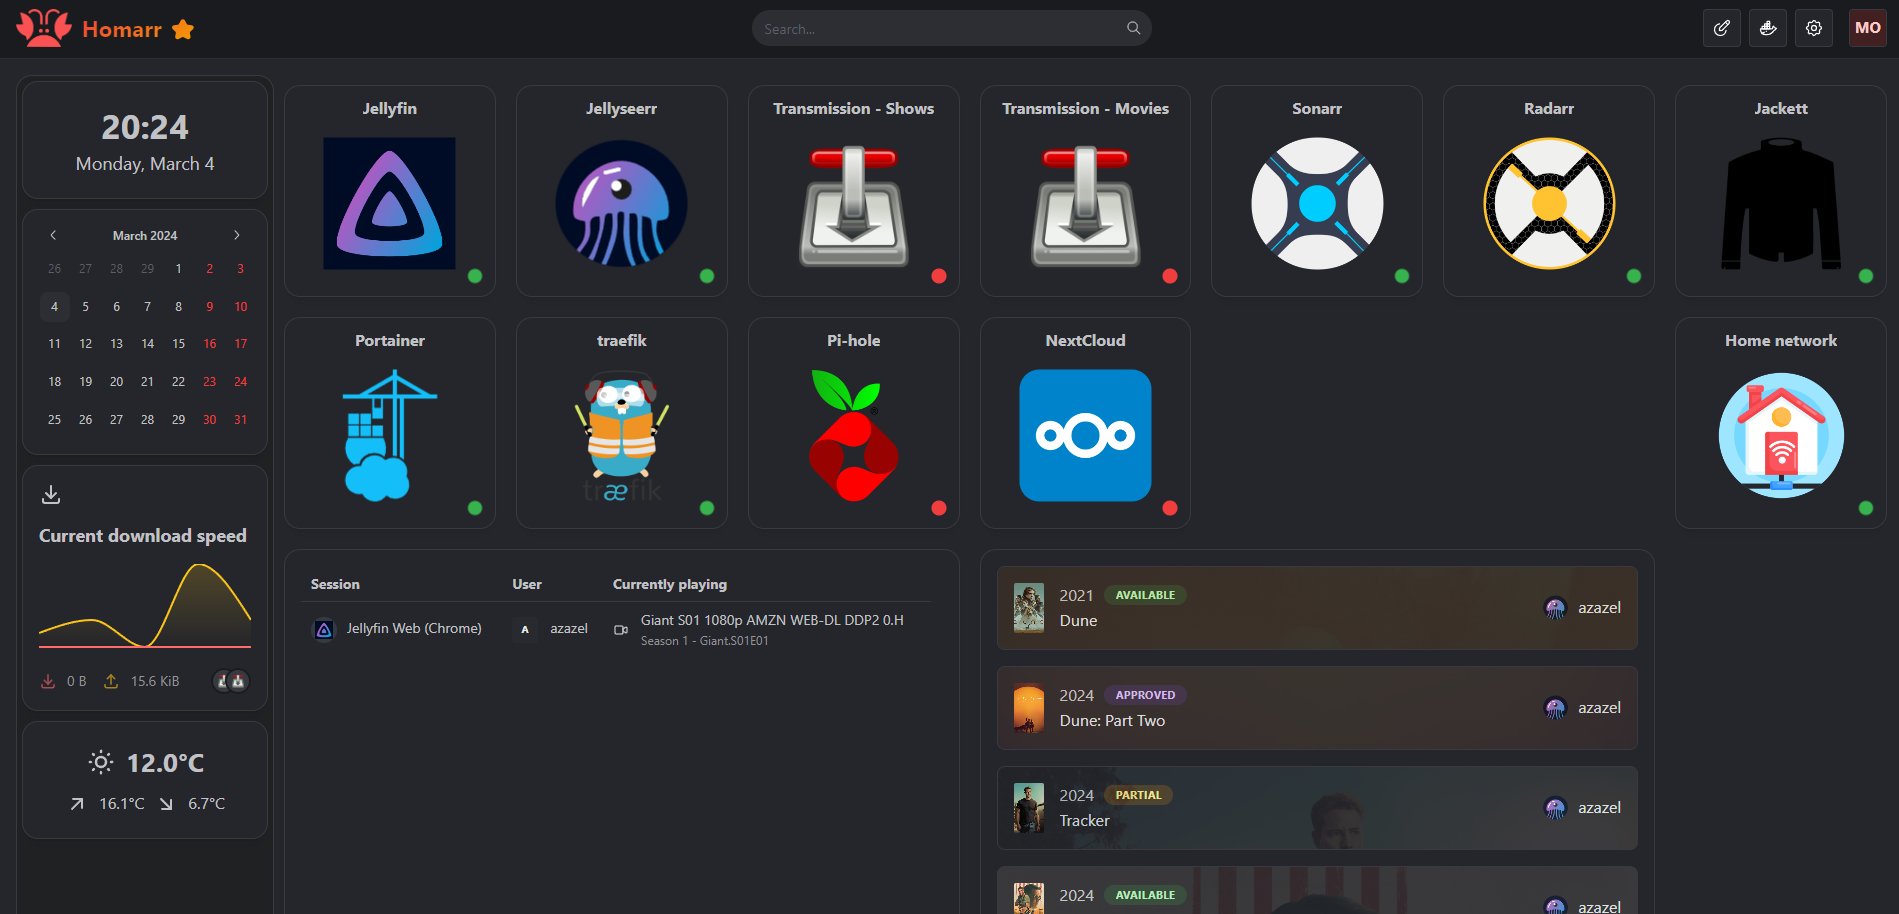 Homarr
Search...
MO
20:24
Monday, March 4
March 2024
26 27 28 29 1 2 3
4 5 6 7 8 9 10
11 12 13 14 15 16 17
18 19 20 21 22 23 24
25 26 27 28 29 30 31
Current download speed
0 B 15.6 KiB
12.0°C
16.1°C 6.7°C
Jellyfin
Jellyseerr
Transmission - Shows
Transmission - Movies
Sonarr
Radarr
Jackett
Portainer
traefik
træfik
Pi-hole
®
NextCloud
Home network
Session User Currently playing
Jellyfin Web (Chrome) A azazel Giant S01 1080p AMZN WEB-DL DDP2 0.H
Season 1 - Giant.S01E01
2021 AVAILABLE
Dune
azazel
2024 APPROVED
Dune: Part Two
azazel
2024 PARTIAL
Tracker
azazel
2024 AVAILABLE
azazel